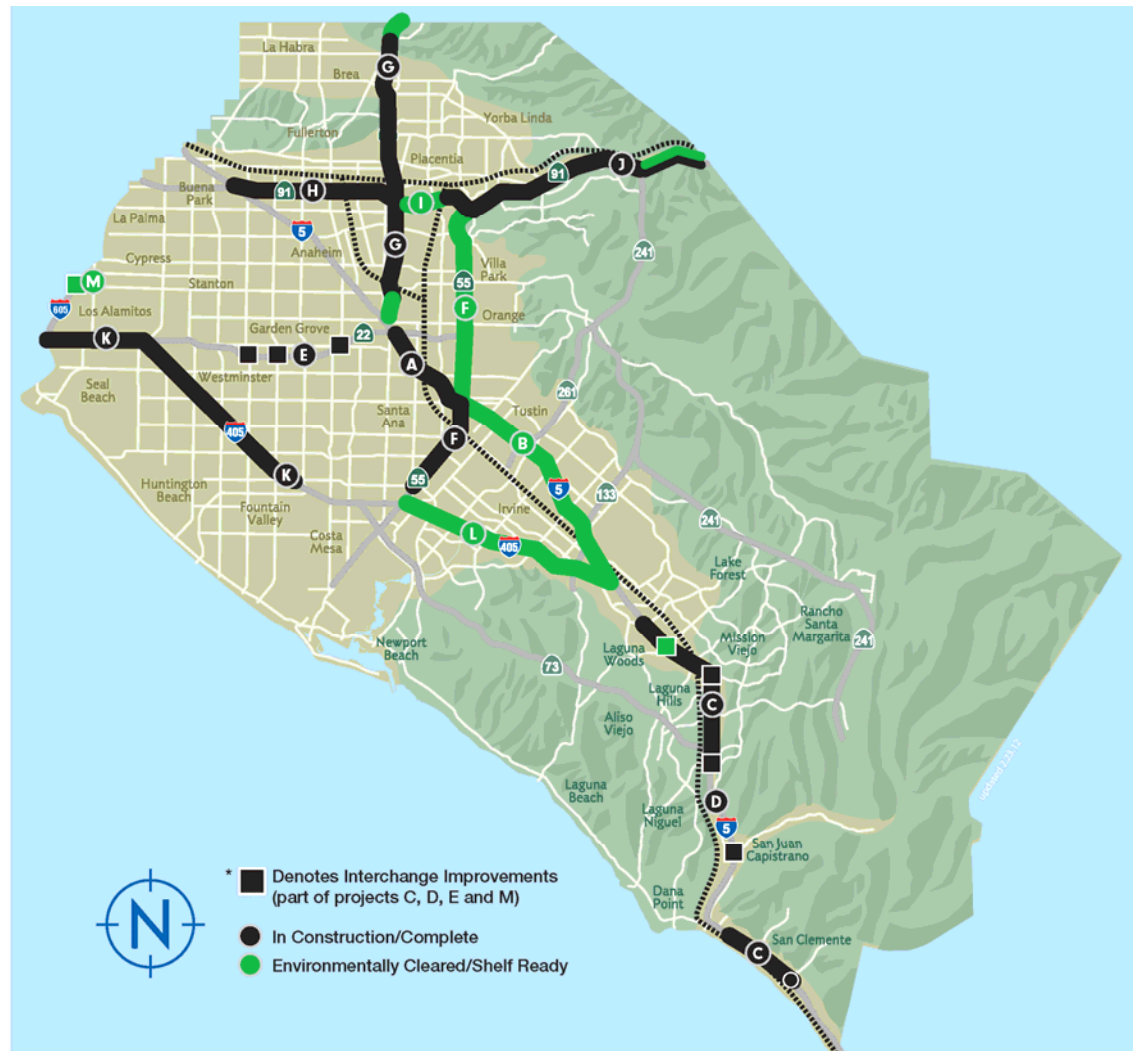 La Habra
Brea
G
Yorba Linda
Fullerton
Placentia
J
91
Buena
Park
91
H
I
La Palma
5
Anaheim
G
241
Cypress
Villa
Park
55
M
Stanton
F
605
Los Alamitos
Orange
K
Garden Grove
22
E
A
Westminster
Seal
Beach
261
Santa
Ana
Tustin
405
F
B
K
55
5
Huntington
Beach
133
Fountain
Valley
Irvine
241
Costa
Mesa
L
405
Lake
Forest
Rancho
Santa
Margarita
241
Newport
Beach
Mission
Viejo
Laguna
Woods
73
Laguna
Hills
C
Aliso
Viejo
updated 2.23.12
Laguna
Beach
D
Laguna
Niguel
5
San Juan
Capistrano
* Denotes Interchange Improvements
(part of projects C, D, E and M)
Dana
Point
N
In Construction/Complete
San Clemente
C
Environmentally Cleared/Shelf Ready